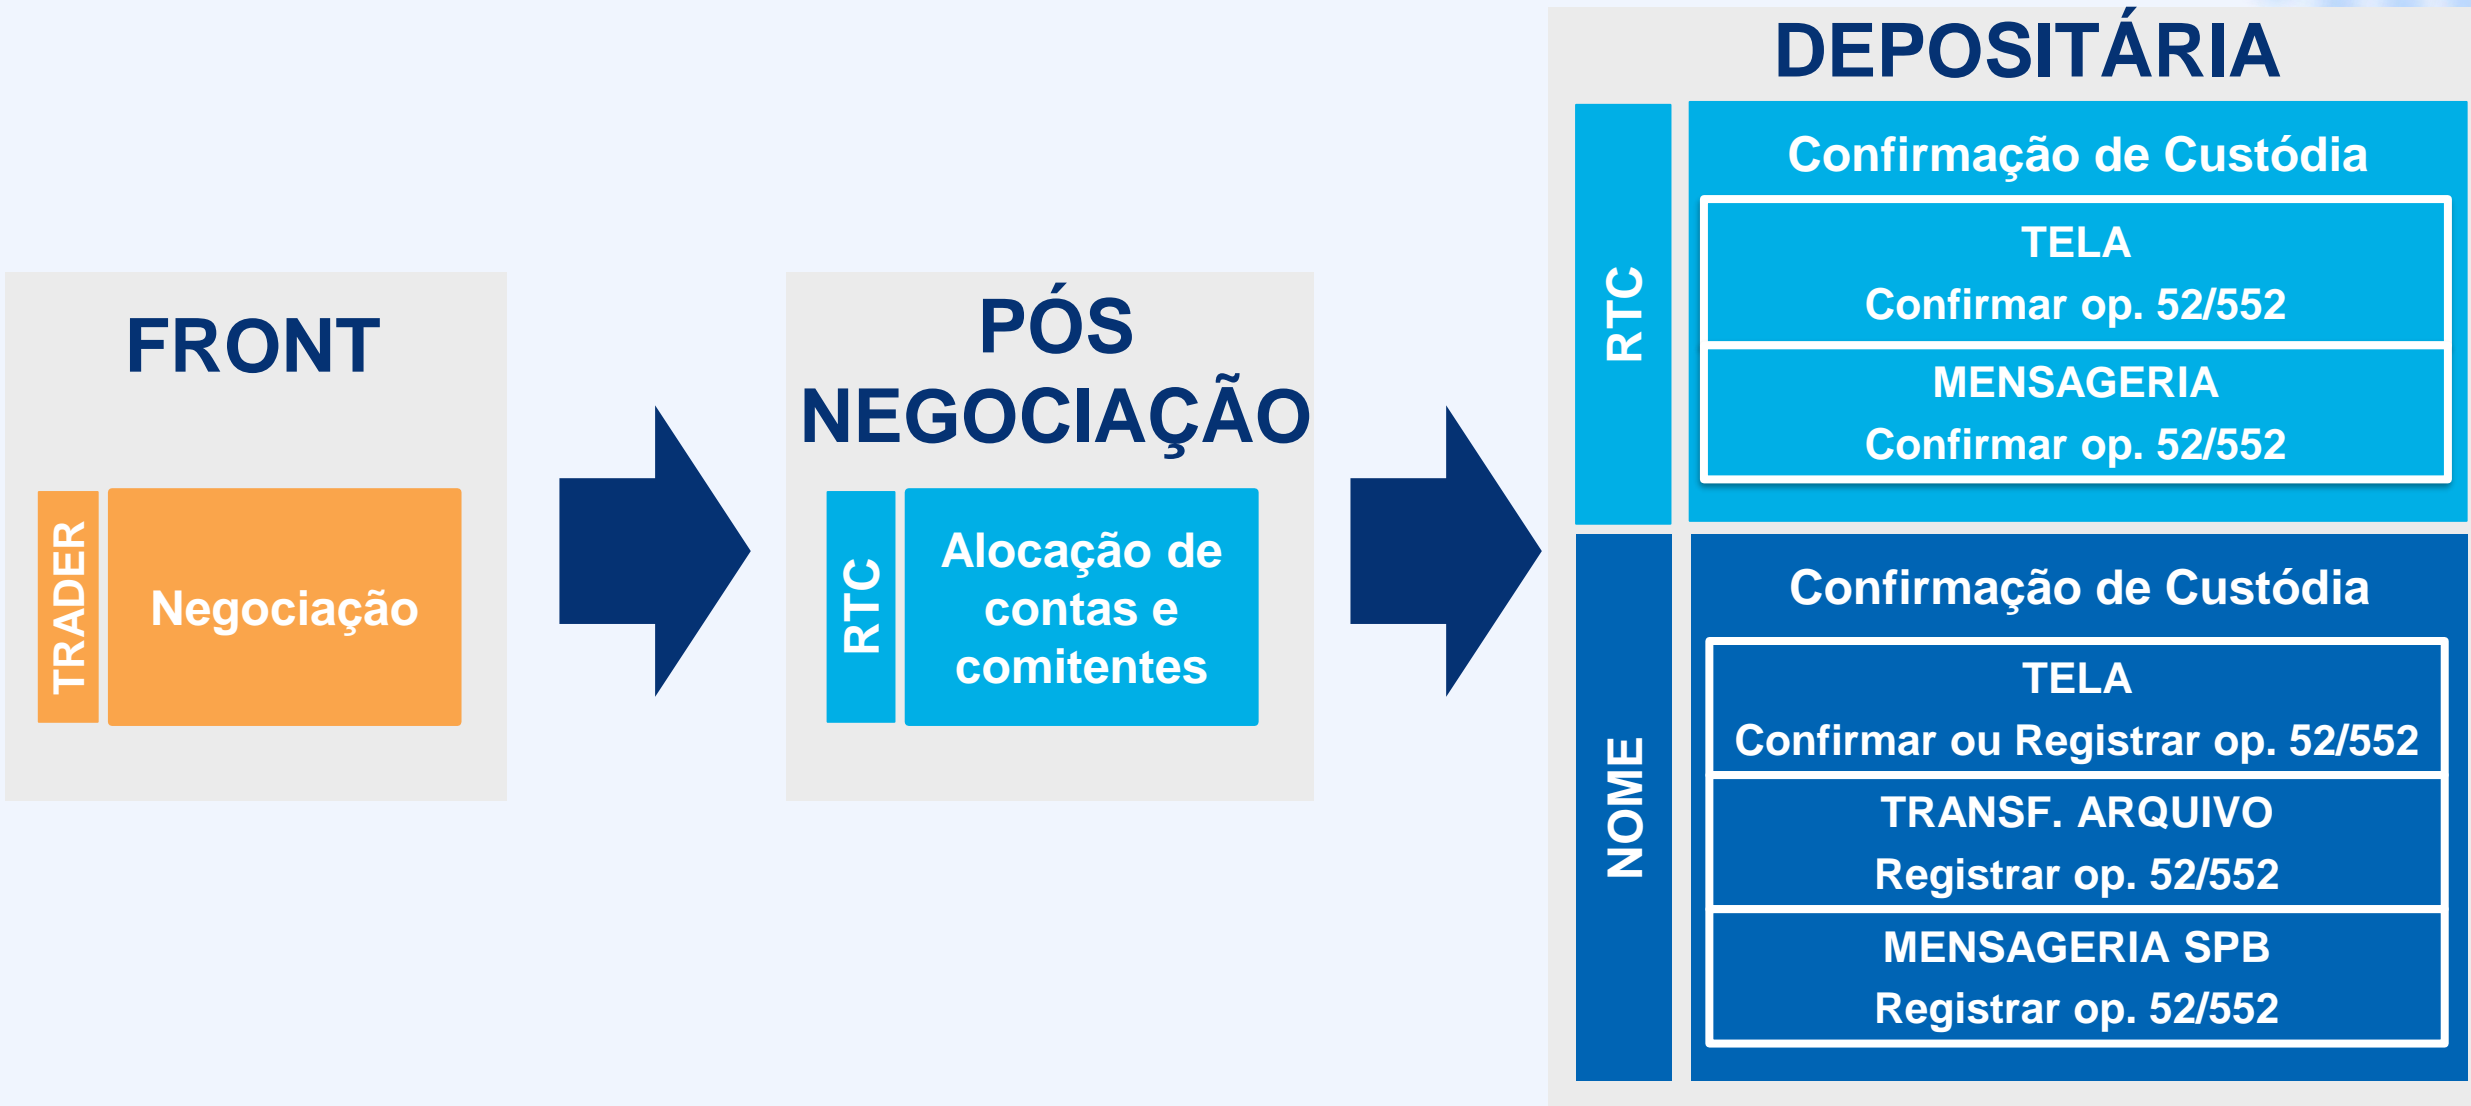 FRONT
TRADER
Negociação
PÓS
NEGOCIAÇÃO
RTC
Alocação de
contas e
comitentes
DEPOSITÁRIA
RTC
Confirmação de Custódia
TELA
Confirmar op. 52/552
MENSAGERIA
Confirmar op. 52/552
NOME
Confirmação de Custódia
TELA
Confirmar ou Registrar op. 52/552
TRANSF. ARQUIVO
Registrar op. 52/552
MENSAGERIA SPB
Registrar op. 52/552